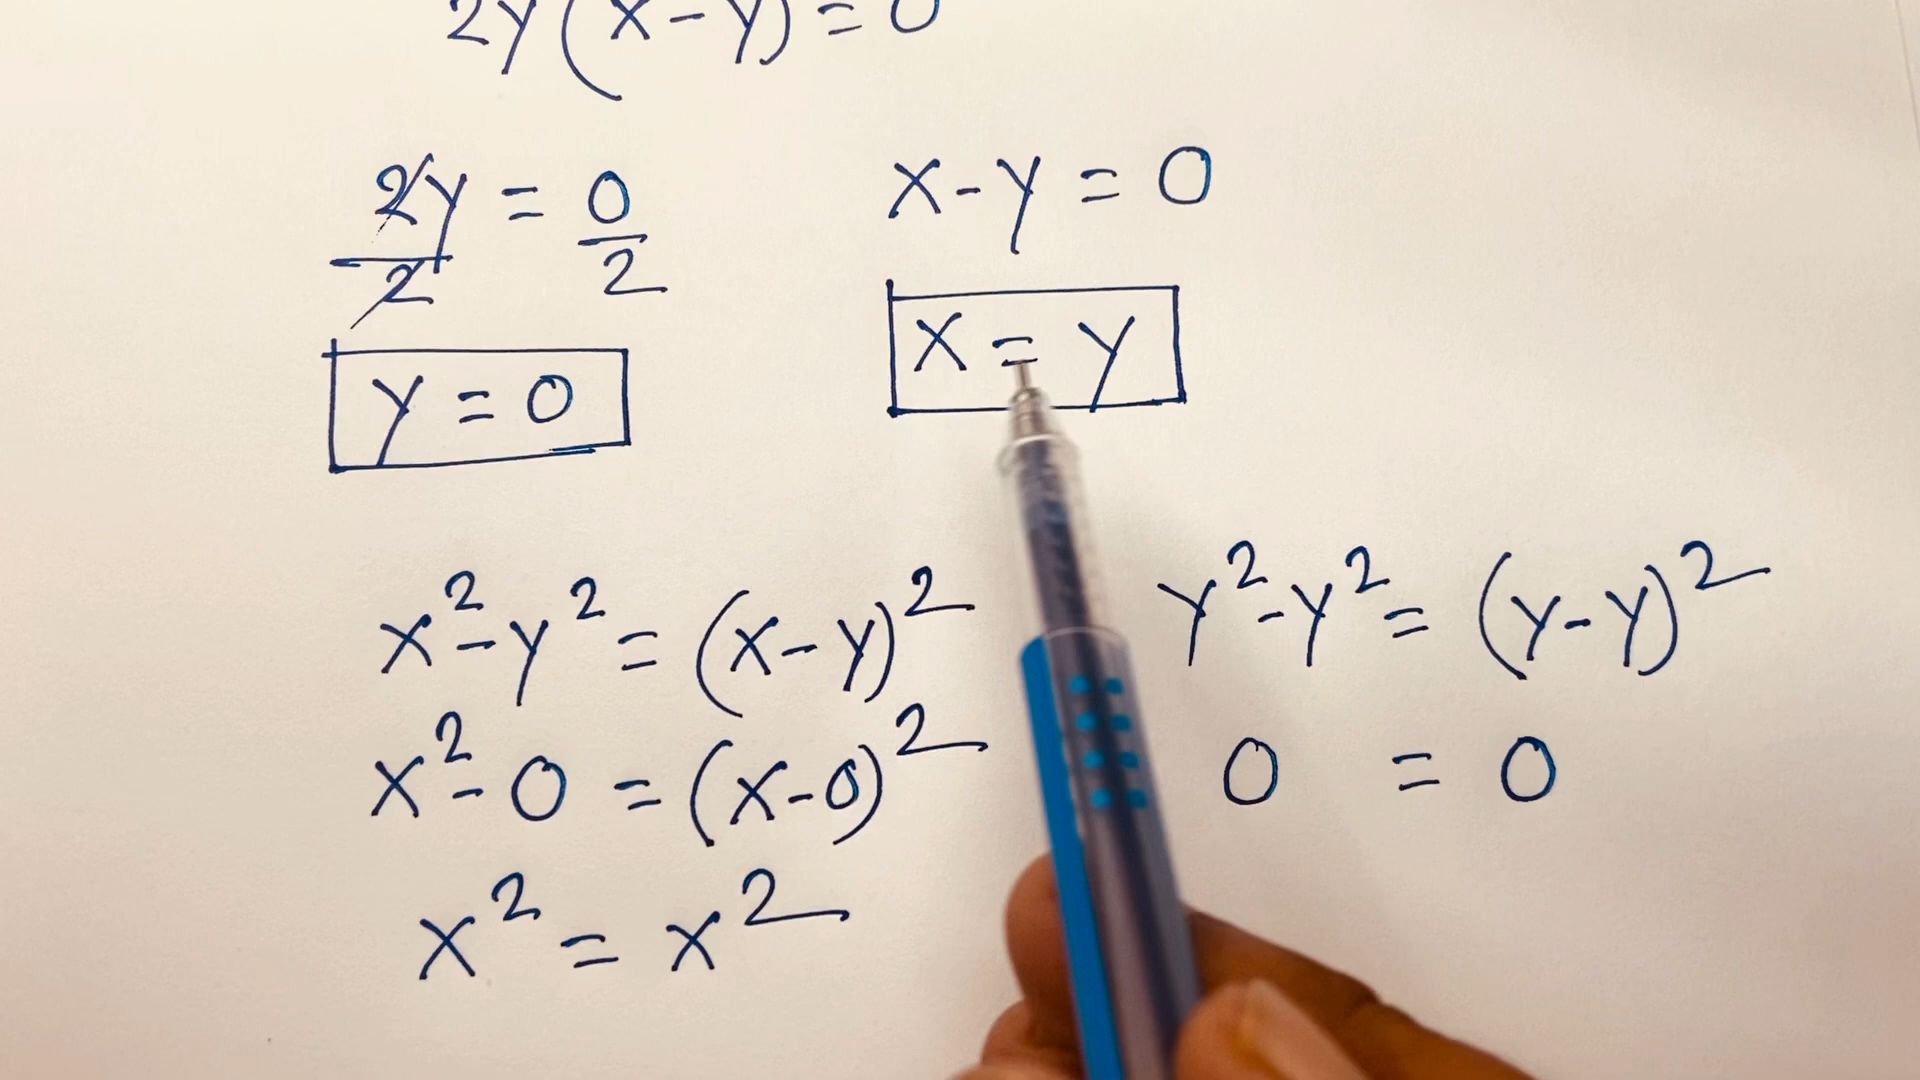 2y(x-y) = 0
2y/2 = 0/2
y = 0
x-y = 0
x = y
x²-y² = (x-y)²
x²-0 = (x-0)²
x² = x²
y²-y² = (y-y)²
0 = 0